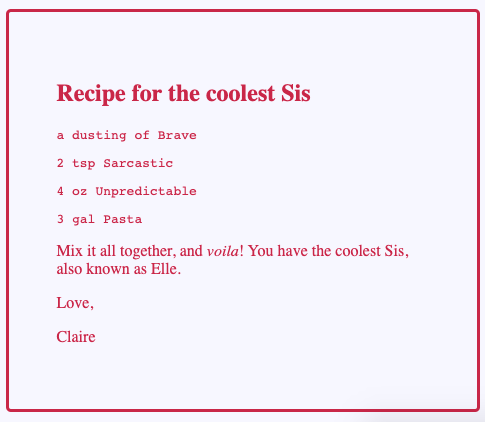 Recipe for the coolest Sis
a dusting of Brave
2 tsp Sarcastic
4 oz Unpredictable
3 gal Pasta
Mix it all together, and voila! You have the coolest Sis,
also known as Elle.
Love,
Claire